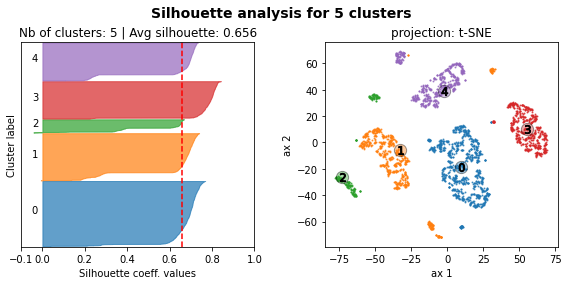 Silhouette analysis for 5 clusters
Nb of clusters: 5 | Avg silhouette: 0.656
Cluster label
4
3
2
1
0
-0.1 0.0 0.2 0.4 0.6 0.8 1.0
Silhouette coeff. values
projection: t-SNE
ax 2
60
40
20
0
−20
−40
−60
4
3
1
0
2
−75 −50 −25 0 25 50 75
ax 1